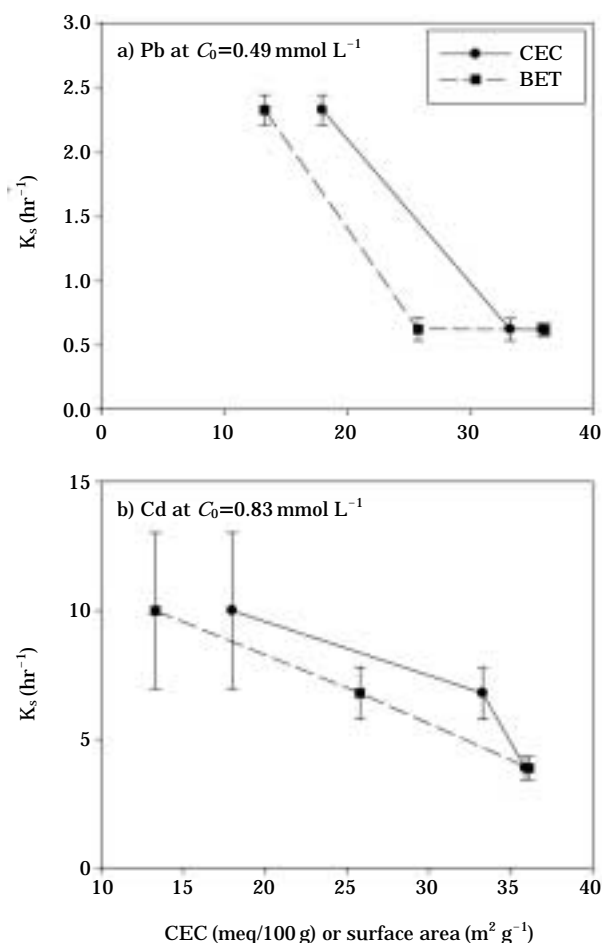 3.0
a) Pb at C₀=0.49 mmol L⁻¹
CEC
BET
2.5
2.0
1.5
1.0
0.5
0.0
Kₛ (hr⁻¹)
0 10 20 30 40
15
b) Cd at C₀=0.83 mmol L⁻¹
10
5
0
Kₛ (hr⁻¹)
10 15 20 25 30 35 40
CEC (meq/100 g) or surface area (m² g⁻¹)